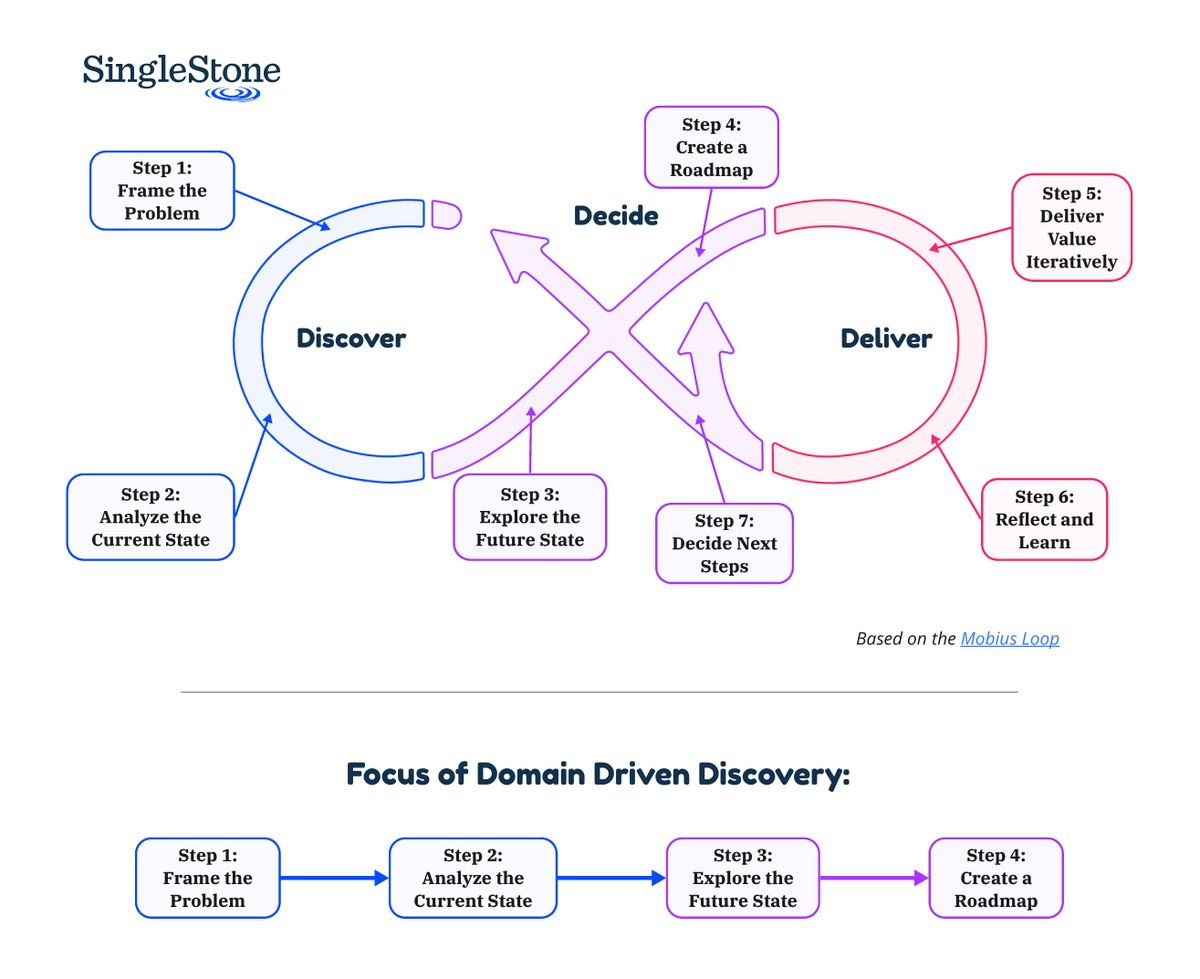 SingleStone
Step 1:
Frame the
Problem
Step 4:
Create a
Roadmap
Decide
Step 5:
Deliver
Value
Iteratively
Discover
Deliver
Step 2:
Analyze the
Current State
Step 3:
Explore the
Future State
Step 7:
Decide Next
Steps
Step 6:
Reflect and
Learn
Based on the Mobius Loop
Focus of Domain Driven Discovery:
Step 1:
Frame the
Problem
Step 2:
Analyze the
Current State
Step 3:
Explore the
Future State
Step 4:
Create a
Roadmap